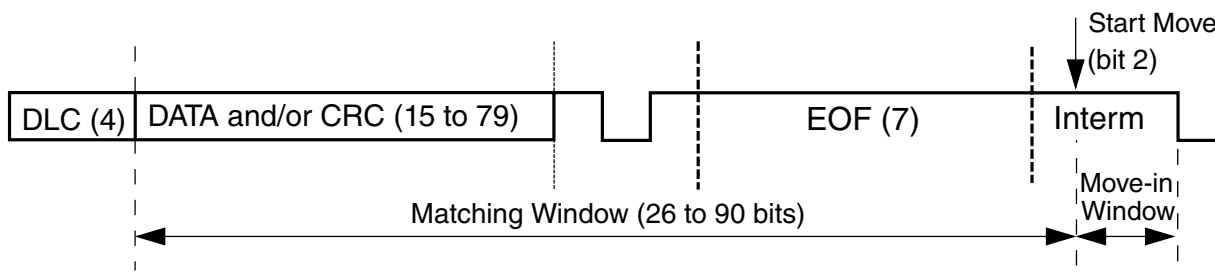 Start Move
(bit 2)
DLC (4)
DATA and/or CRC (15 to 79)
EOF (7)
Interm
Matching Window (26 to 90 bits)
Move-in
Window